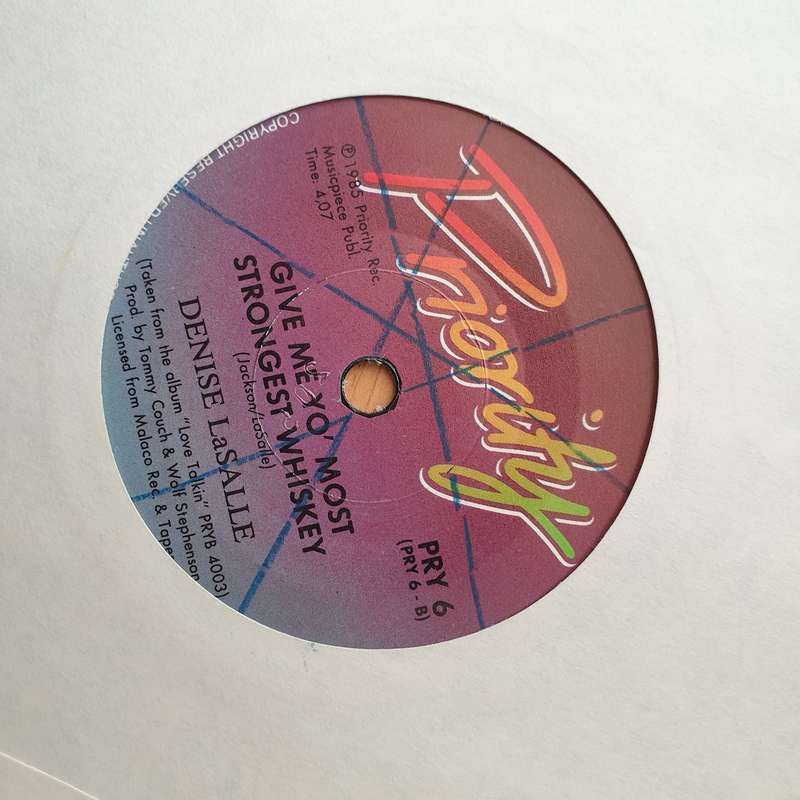 Priority
℗ 1985 Priority Rec.
Musicpiece Publ.
Time: 4,07
PRY 6
(PRY 6 - B)
GIVE ME YO' MOST
STRONGEST WHISKEY
(Jackson/LaSalle)
DENISE LaSALLE
(Taken from the album "Love Talkin" PRYB 4003)
Prod. by Tommy Couch & Wolf Stephenson
Licensed from Malaco Rec. & Tape
COPYRIGHT RESERVED